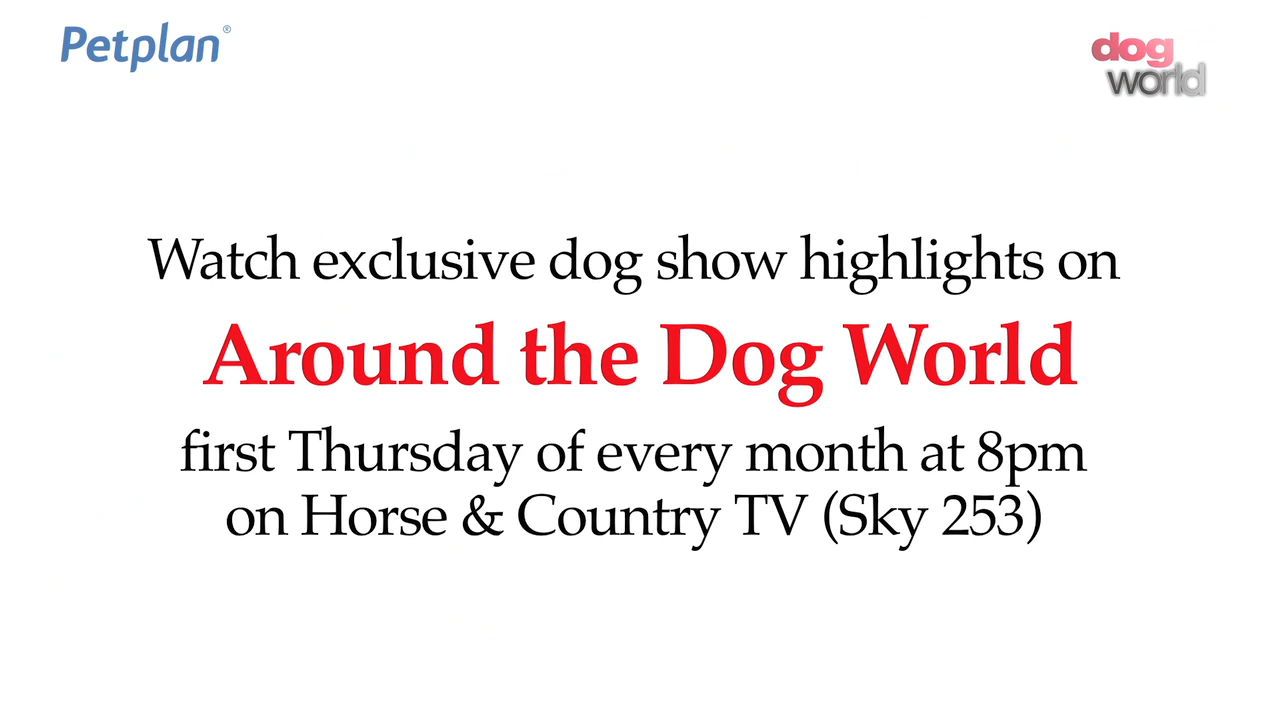 Petplan®
dog
world
Watch exclusive dog show highlights on
Around the Dog World
first Thursday of every month at 8pm
on Horse & Country TV (Sky 253)